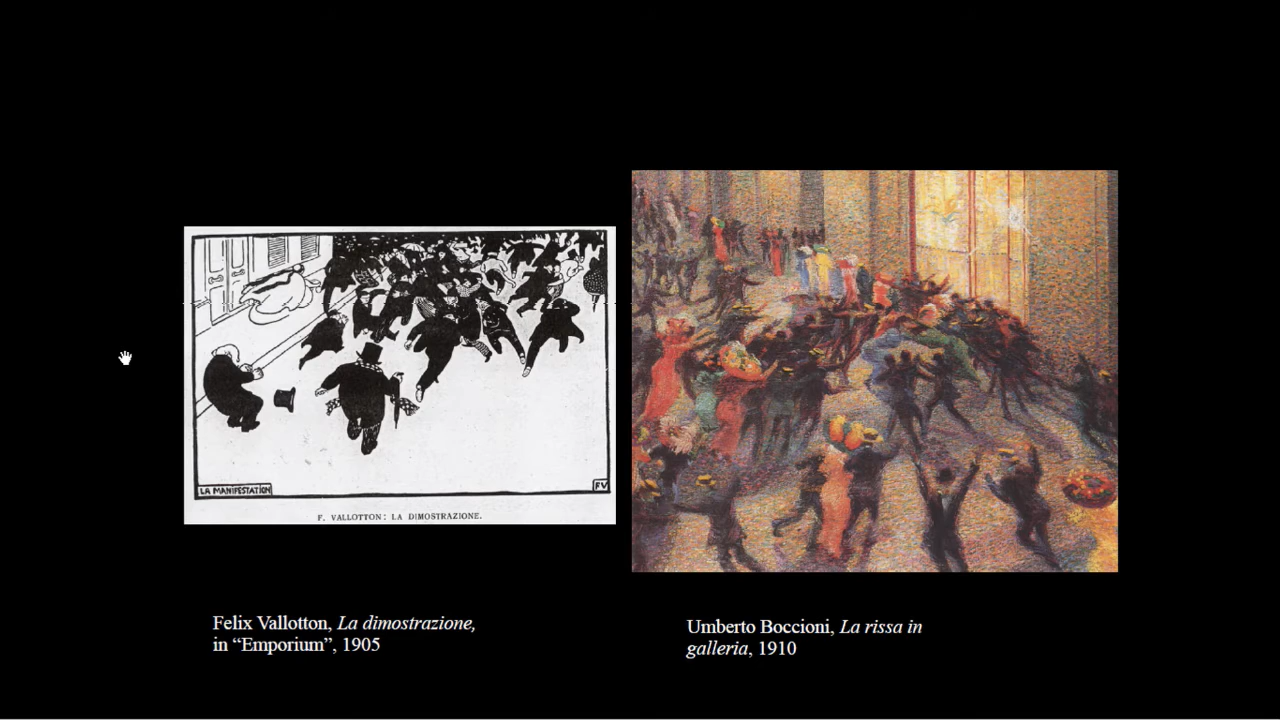 LA MANIFESTATION
FV
F. VALLOTTON: LA DIMOSTRAZIONE.
Felix Vallotton, La dimostrazione,
in “Emporium”, 1905
Umberto Boccioni, La rissa in
galleria, 1910